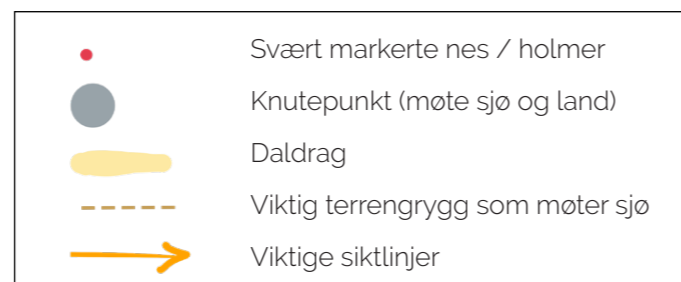 Svært markerte nes / holmer
Knutepunkt (møte sjø og land)
Daldrag
Viktig terrengrygg som møter sjø
Viktige siktlinjer